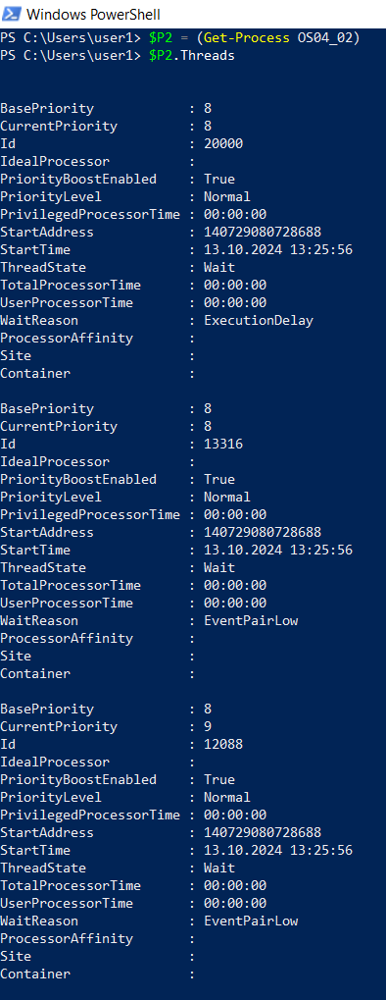 Windows PowerShell
PS C:\Users\user1> $P2 = (Get-Process OS04_02)
PS C:\Users\user1> $P2.Threads
BasePriority : 8
CurrentPriority : 8
Id : 20000
IdealProcessor :
PriorityBoostEnabled : True
PriorityLevel : Normal
PrivilegedProcessorTime : 00:00:00
StartAddress : 140729080728688
StartTime : 13.10.2024 13:25:56
ThreadState : Wait
TotalProcessorTime : 00:00:00
UserProcessorTime : 00:00:00
WaitReason : ExecutionDelay
ProcessorAffinity :
Site :
Container :
BasePriority : 8
CurrentPriority : 8
Id : 13316
IdealProcessor :
PriorityBoostEnabled : True
PriorityLevel : Normal
PrivilegedProcessorTime : 00:00:00
StartAddress : 140729080728688
StartTime : 13.10.2024 13:25:56
ThreadState : Wait
TotalProcessorTime : 00:00:00
UserProcessorTime : 00:00:00
WaitReason : EventPairLow
ProcessorAffinity :
Site :
Container :
BasePriority : 8
CurrentPriority : 9
Id : 12088
IdealProcessor :
PriorityBoostEnabled : True
PriorityLevel : Normal
PrivilegedProcessorTime : 00:00:00
StartAddress : 140729080728688
StartTime : 13.10.2024 13:25:56
ThreadState : Wait
TotalProcessorTime : 00:00:00
UserProcessorTime : 00:00:00
WaitReason : EventPairLow
ProcessorAffinity :
Site :
Container :